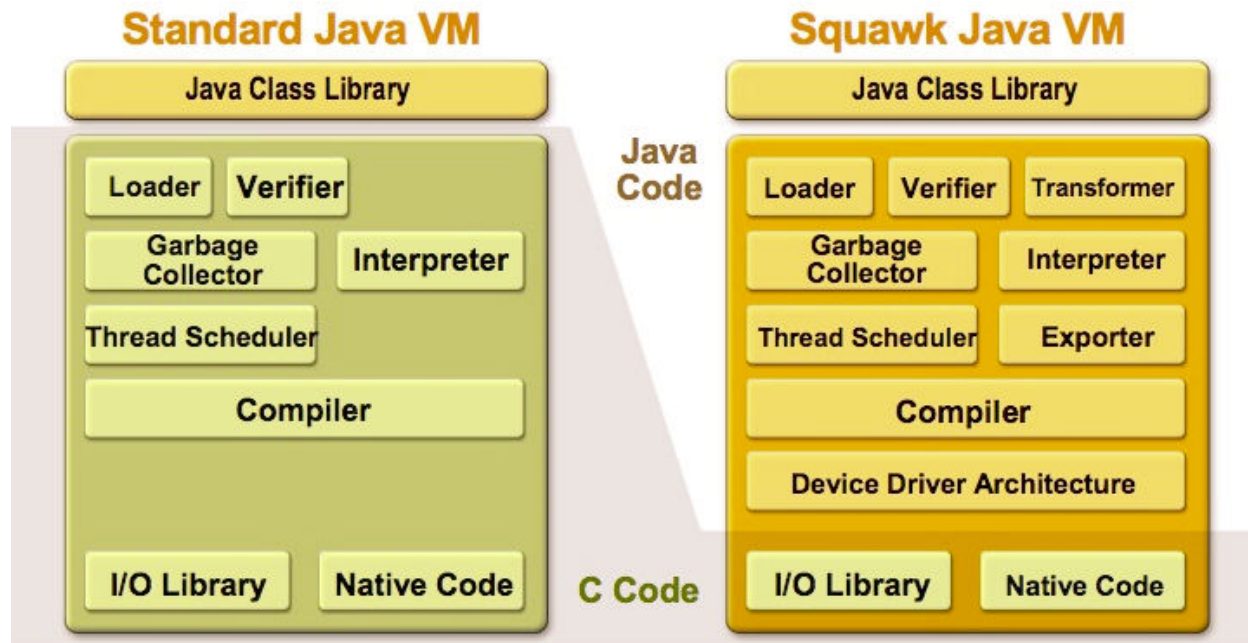 Standard Java VM
Java Class Library
Loader
Verifier
Garbage
Collector
Interpreter
Thread Scheduler
Compiler
I/O Library
Native Code
Java
Code
C Code
Squawk Java VM
Java Class Library
Loader
Verifier
Transformer
Garbage
Collector
Interpreter
Thread Scheduler
Exporter
Compiler
Device Driver Architecture
I/O Library
Native Code